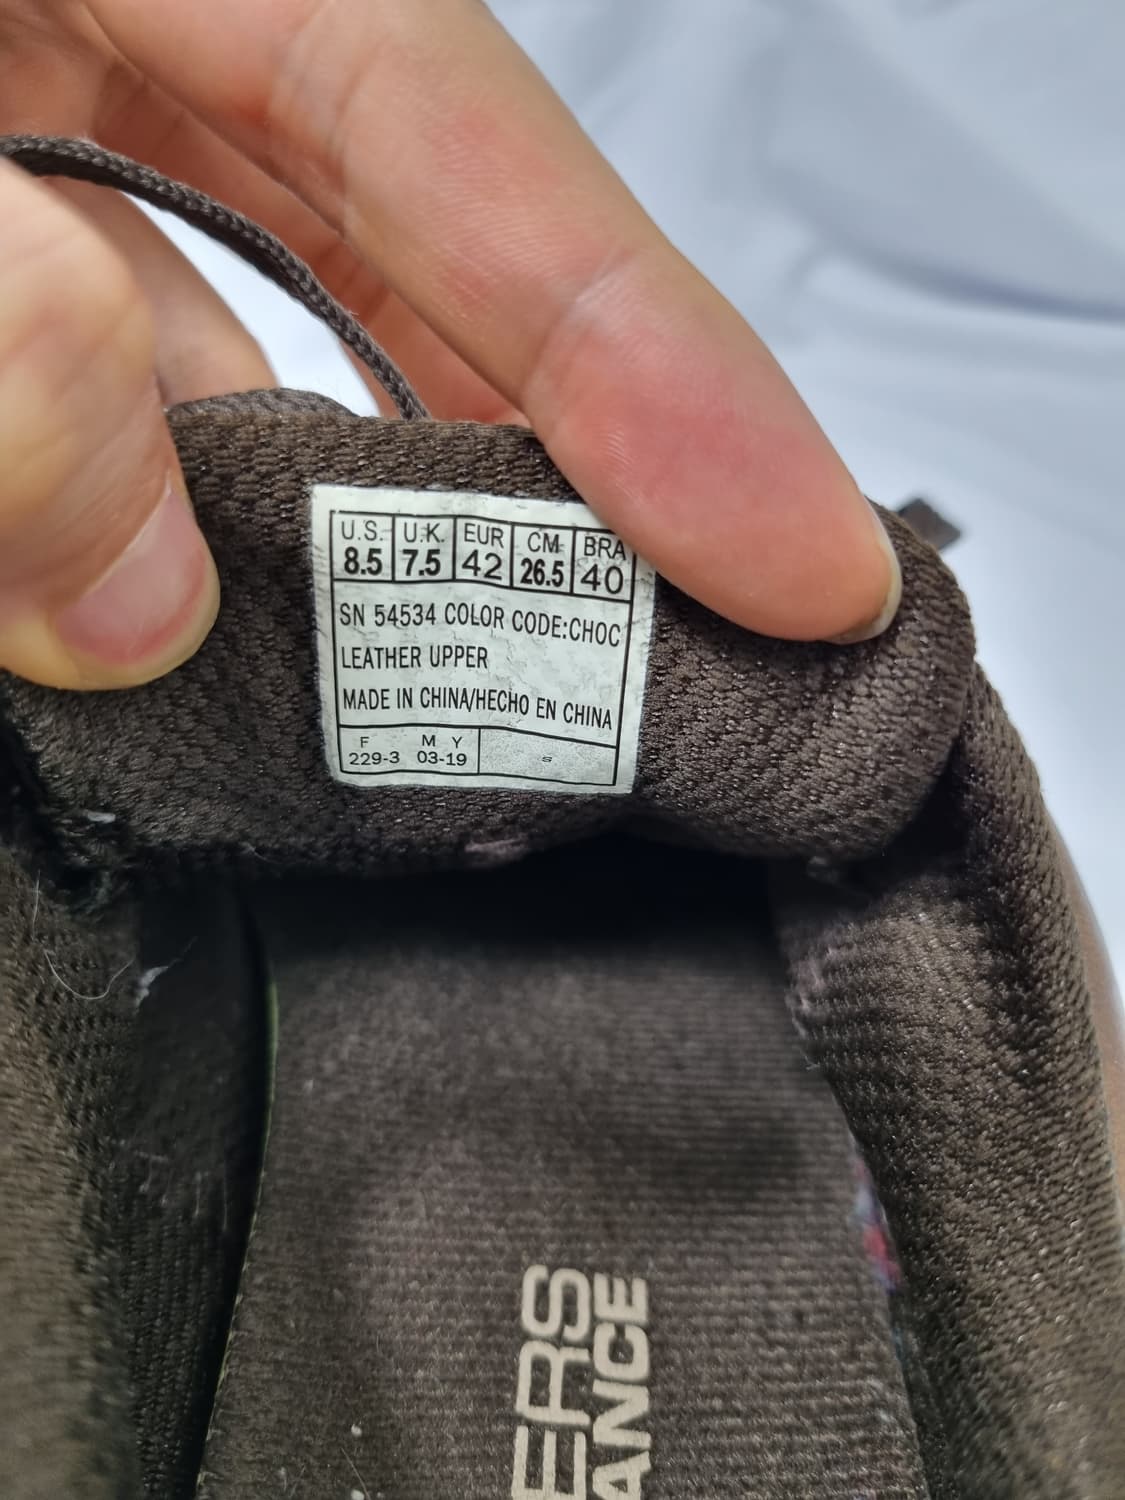 U.S. U.K. EUR CM BRA
8.5 7.5 42 26.5 40
SN 54534 COLOR CODE:CHOC
LEATHER UPPER
MADE IN CHINA/HECHO EN CHINA
F M Y
229-3 03-19 S
ERS
ANCE